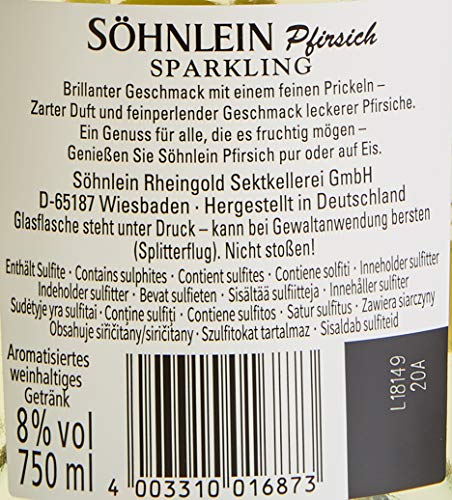 SÖHNLEIN Pfirsich
SPARKLING
Brillanter Geschmack mit einem feinen Prickeln –
Zarter Duft und feinperlender Geschmack leckerer Pfirsiche.
Ein Genuss für alle, die es fruchtig mögen –
Genießen Sie Söhnlein Pfirsich pur oder auf Eis.
Söhnlein Rheingold Sektkellerei GmbH
D-65187 Wiesbaden · Hergestellt in Deutschland
Glasflasche steht unter Druck – kann bei Gewaltanwendung bersten
(Splitterflug). Nicht stoßen!
Enthält Sulfite · Contains sulphites · Contient sulfites · Contiene solfiti · Inneholder sulfitter
Indeholder sulfitter · Bevat sulfieten · Sisältää sulfiitteja · Innehåller sulfiter
Sudėtyje yra sulfitai · Conține sulfiți · Contiene sulfitos · Satur sulfītus · Zawiera siarczyny
Obsahuje siřičitány/siričitany · Szulfitokat tartalmaz · Sisaldab sulfiteid
Aromatisiertes
weinhaltiges
Getränk
8% vol
750 ml
4 003310 016873
L18149
20A